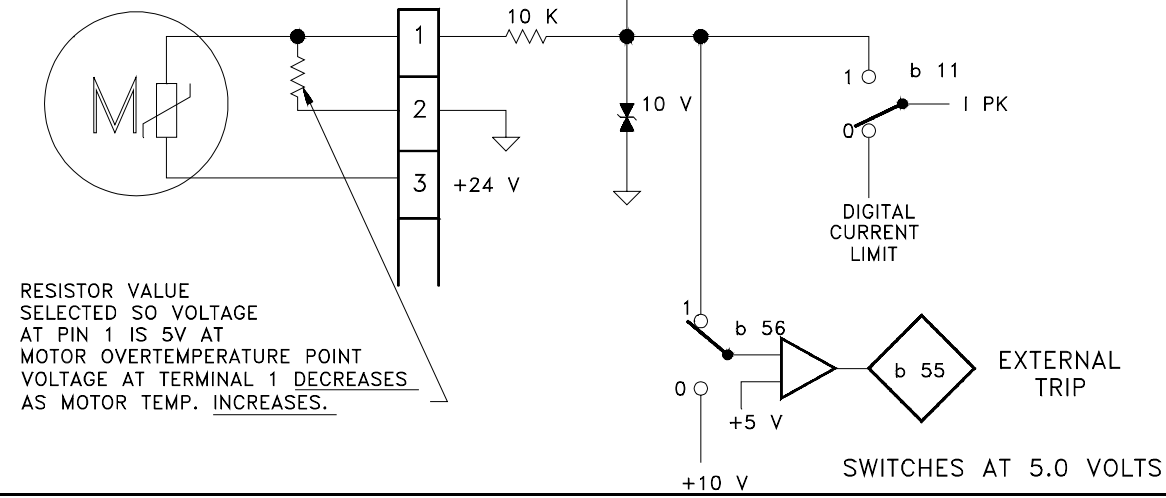 10 K
1
1
b 11
10 V
I PK
M
2
0
3
+24 V
DIGITAL
CURRENT
LIMIT
RESISTOR VALUE
SELECTED SO VOLTAGE
AT PIN 1 IS 5V AT
MOTOR OVERTEMPERATURE POINT
VOLTAGE AT TERMINAL 1 DECREASES
AS MOTOR TEMP. INCREASES.
1
b 56
b 55
EXTERNAL
TRIP
0
+5 V
SWITCHES AT 5.0 VOLTS
+10 V